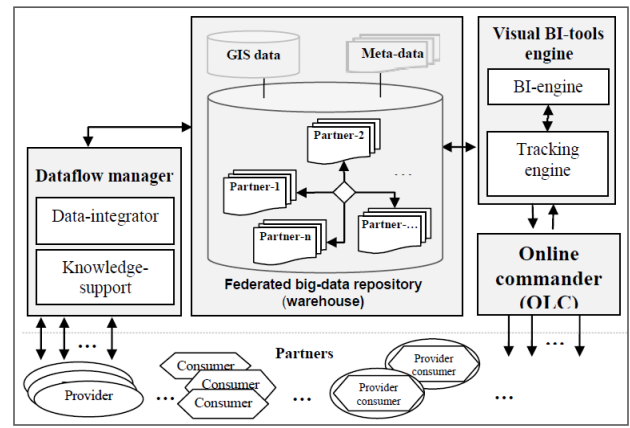 GIS data
Meta-data
Partner-2
. . .
Partner-1
Partner-n
Partner-...
Federated big-data repository
(warehouse)
Visual BI-tools
engine
BI-engine
Tracking
engine
Dataflow manager
Data-integrator
Knowledge-
support
Online
commander
(OLC)
...
...
Partners
Provider
...
Consumer
Consumer
Consumer
...
Provider
consumer
Provider
consumer
...